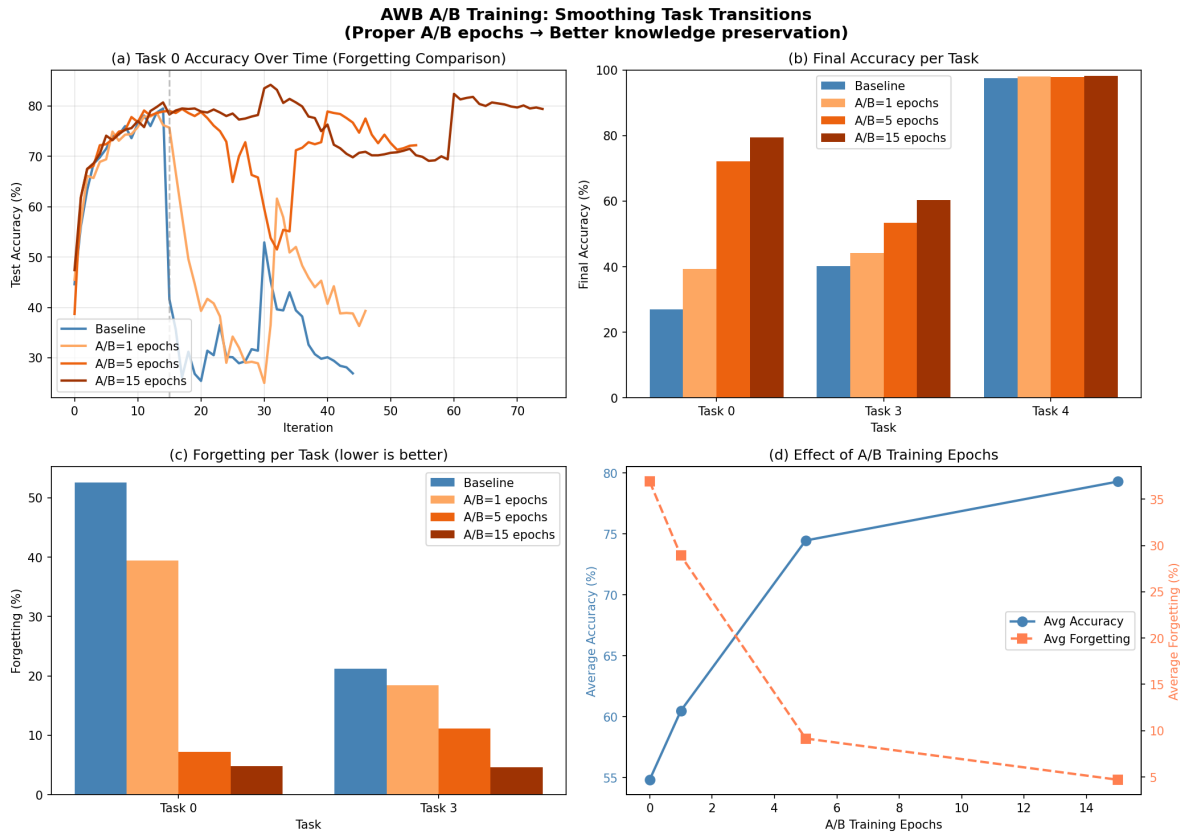 AWB A/B Training: Smoothing Task Transitions
(Proper A/B epochs → Better knowledge preservation)
(a) Task 0 Accuracy Over Time (Forgetting Comparison)
Test Accuracy (%)
80
70
60
50
40
30
Baseline
A/B=1 epochs
A/B=5 epochs
A/B=15 epochs
0 10 20 30 40 50 60 70
Iteration
(b) Final Accuracy per Task
Final Accuracy (%)
100
80
60
40
20
0
Baseline
A/B=1 epochs
A/B=5 epochs
A/B=15 epochs
Task 0 Task 3 Task 4
Task
(c) Forgetting per Task (lower is better)
Forgetting (%)
50
40
30
20
10
0
Baseline
A/B=1 epochs
A/B=5 epochs
A/B=15 epochs
Task 0 Task 3
Task
(d) Effect of A/B Training Epochs
Average Accuracy (%)
80
75
70
65
60
55
Avg Accuracy
Avg Forgetting
35
30
25
20
15
10
5
Average Forgetting (%)
0 2 4 6 8 10 12 14
A/B Training Epochs